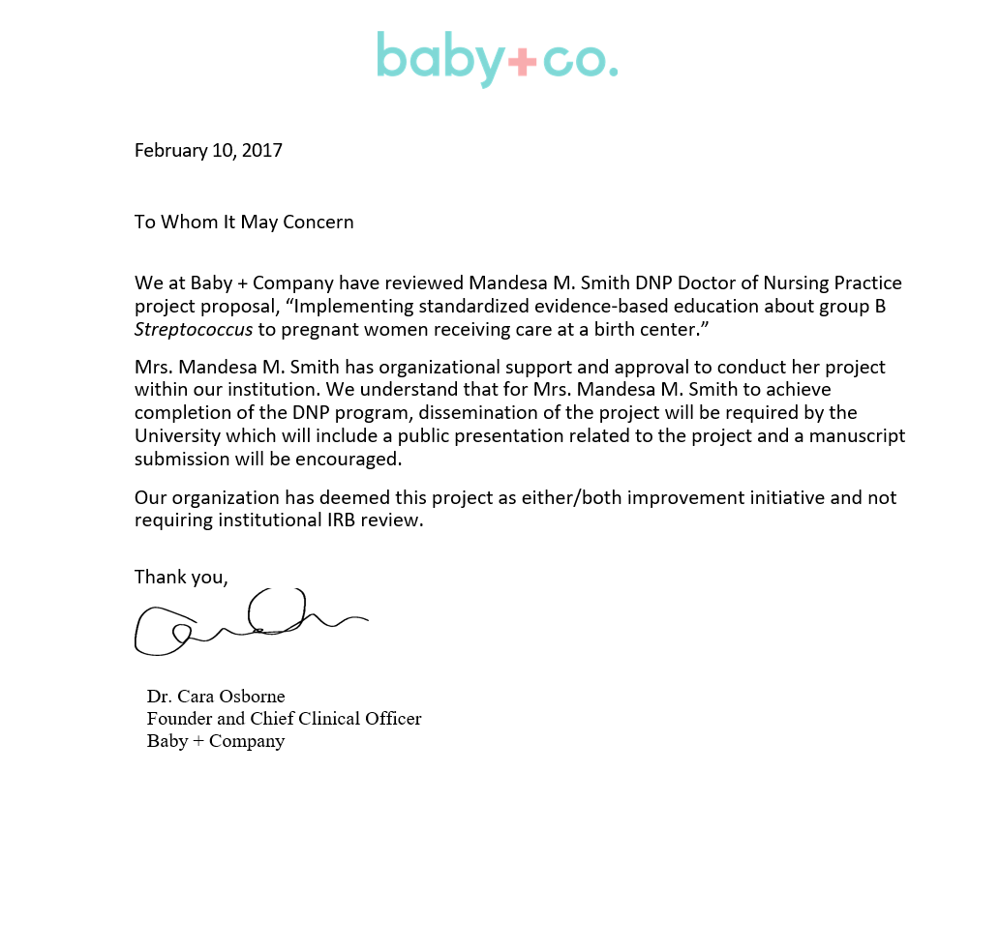 baby+co.
February 10, 2017
To Whom It May Concern
We at Baby + Company have reviewed Mandesa M. Smith DNP Doctor of Nursing Practice
project proposal, “Implementing standardized evidence-based education about group B
Streptococcus to pregnant women receiving care at a birth center.”
Mrs. Mandesa M. Smith has organizational support and approval to conduct her project
within our institution. We understand that for Mrs. Mandesa M. Smith to achieve
completion of the DNP program, dissemination of the project will be required by the
University which will include a public presentation related to the project and a manuscript
submission will be encouraged.
Our organization has deemed this project as either/both improvement initiative and not
requiring institutional IRB review.
Thank you,
Dr. Cara Osborne
Founder and Chief Clinical Officer
Baby + Company